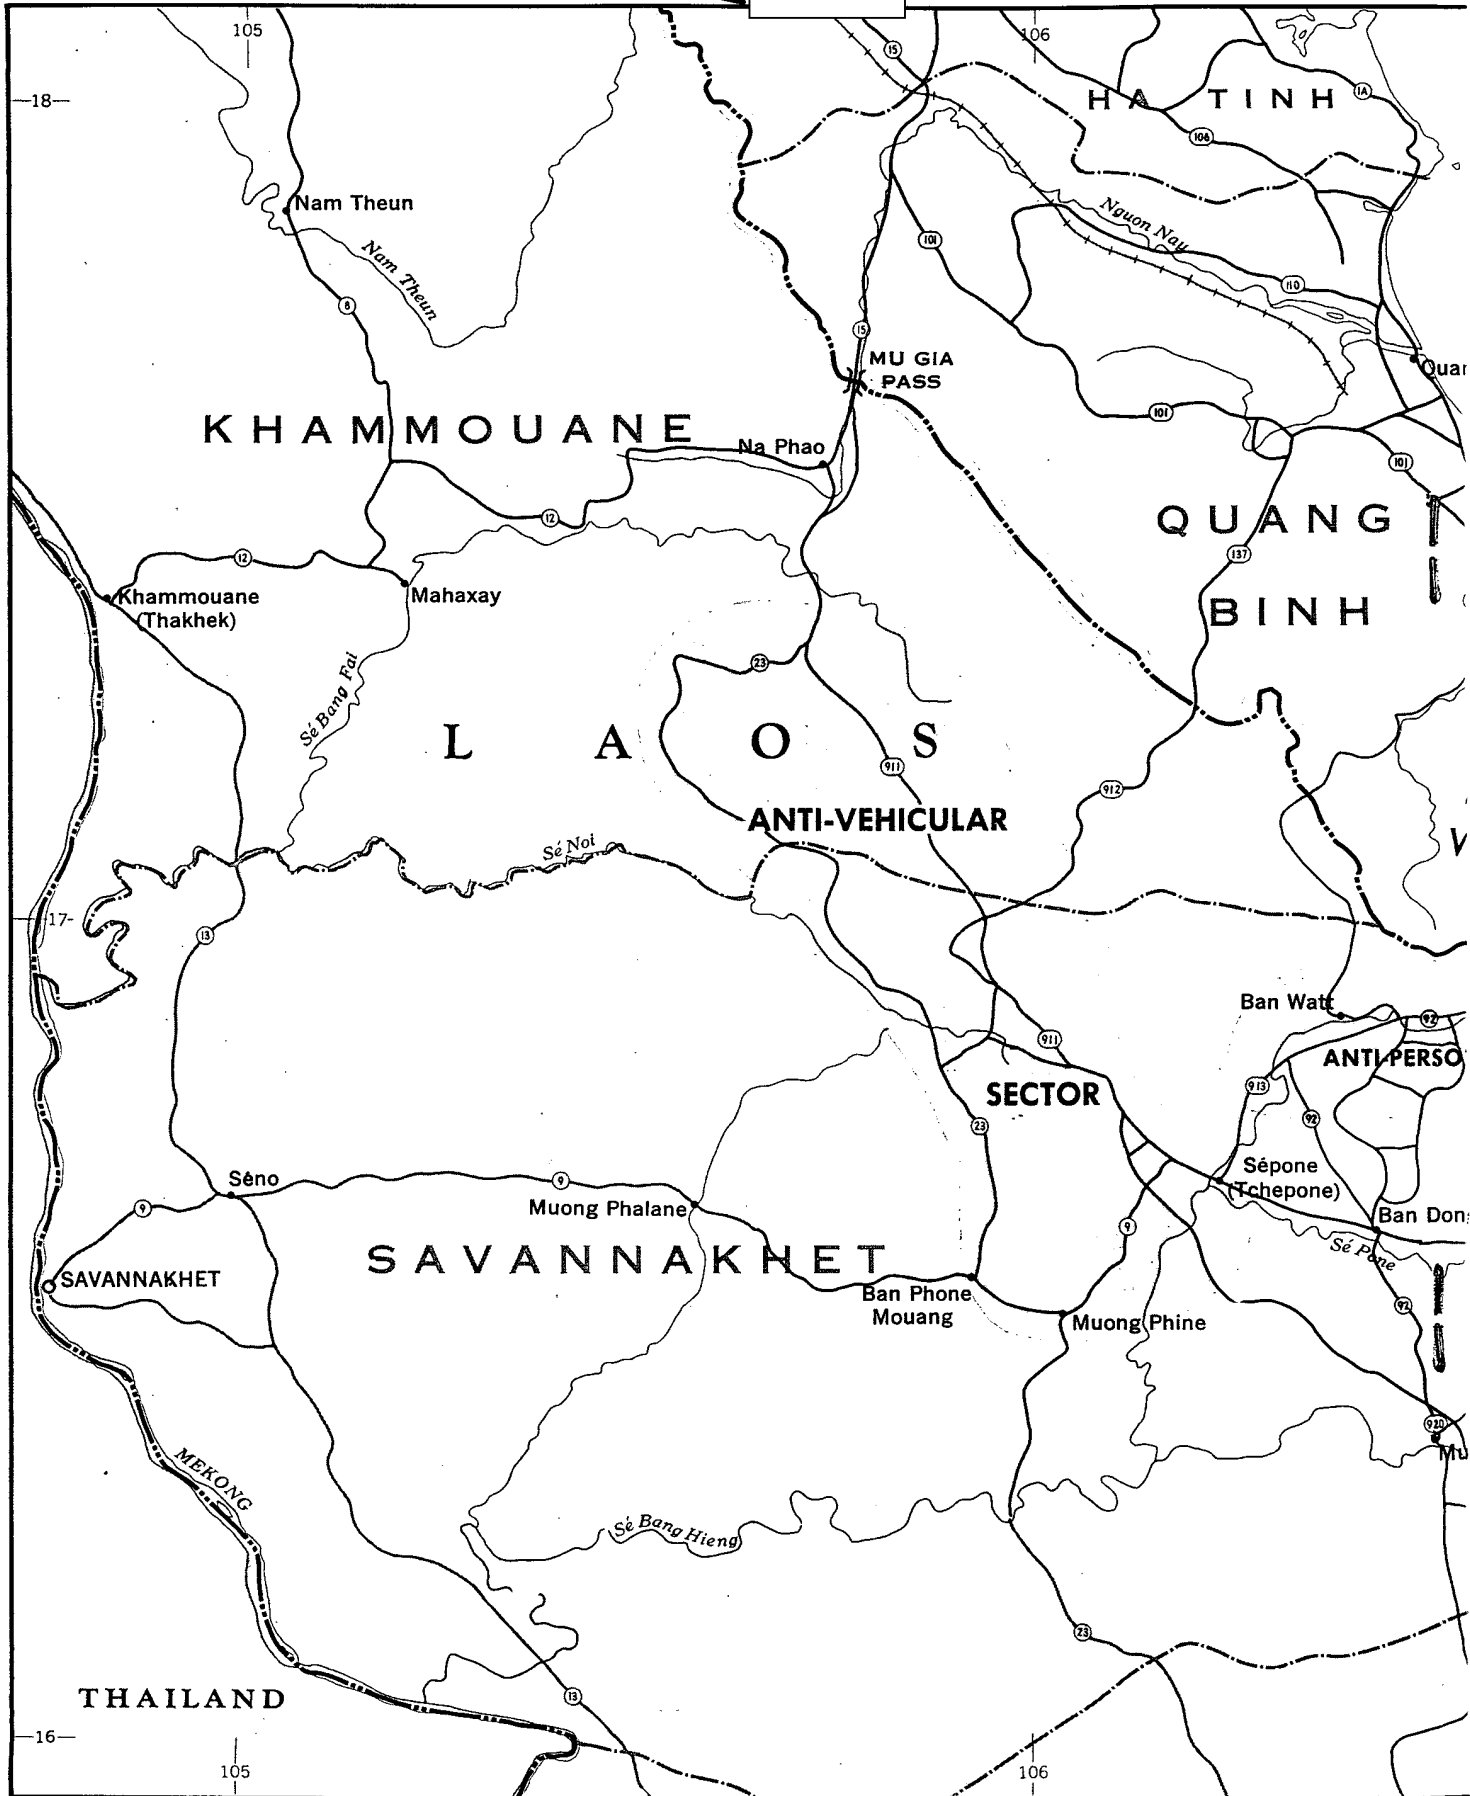 105
106
15
18
HA TINH
1A
106
Nam Theun
Nam Theun
Nguon Nay
101
110
8
15
MU GIA
PASS
Quan
101
KHAMMOUANE
Na Phao
101
12
QUANG
12
137
Khammouane
(Thakhek)
Mahaxay
BINH
23
Sé Bang Fai
LAOS
911
912
ANTI-VEHICULAR
V
Sé Noi
17
13
Ban Watt
92
911
ANTI-PERSO
SECTOR
913
92
23
Sépone
(Tchepone)
Séno
9
9
Muong Phalane
Ban Don
9
Sé Pone
SAVANNAKHET
SAVANNAKHET
Ban Phone
Mouang
92
Muong Phine
920
Mu
MEKONG
Sé Bang Hieng
23
THAILAND
13
16
105
106